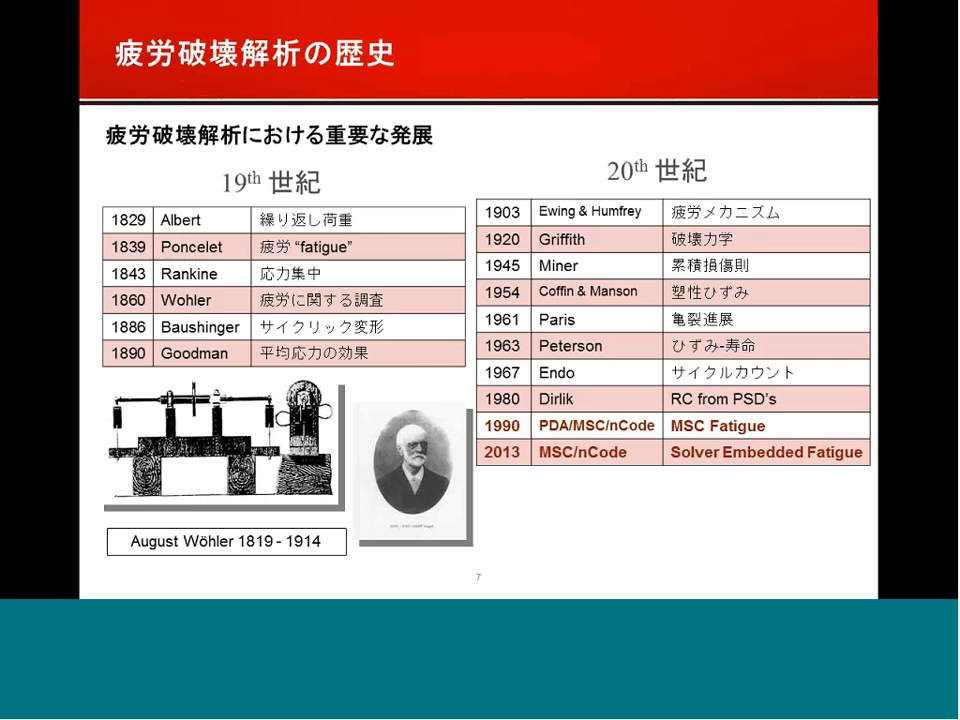 疲労破壊解析の歴史
疲労破壊解析における重要な発展
19th 世紀
1829 Albert 繰り返し荷重
1839 Poncelet 疲労 “fatigue”
1843 Rankine 応力集中
1860 Wohler 疲労に関する調査
1886 Baushinger サイクリック変形
1890 Goodman 平均応力の効果
August Wöhler 1819 - 1914
20th 世紀
1903 Ewing & Humfrey 疲労メカニズム
1920 Griffith 破壊力学
1945 Miner 累積損傷則
1954 Coffin & Manson 塑性ひずみ
1961 Paris 亀裂進展
1963 Peterson ひずみ-寿命
1967 Endo サイクルカウント
1980 Dirlik RC from PSD’s
1990 PDA/MSC/nCode MSC Fatigue
2013 MSC/nCode Solver Embedded Fatigue
7